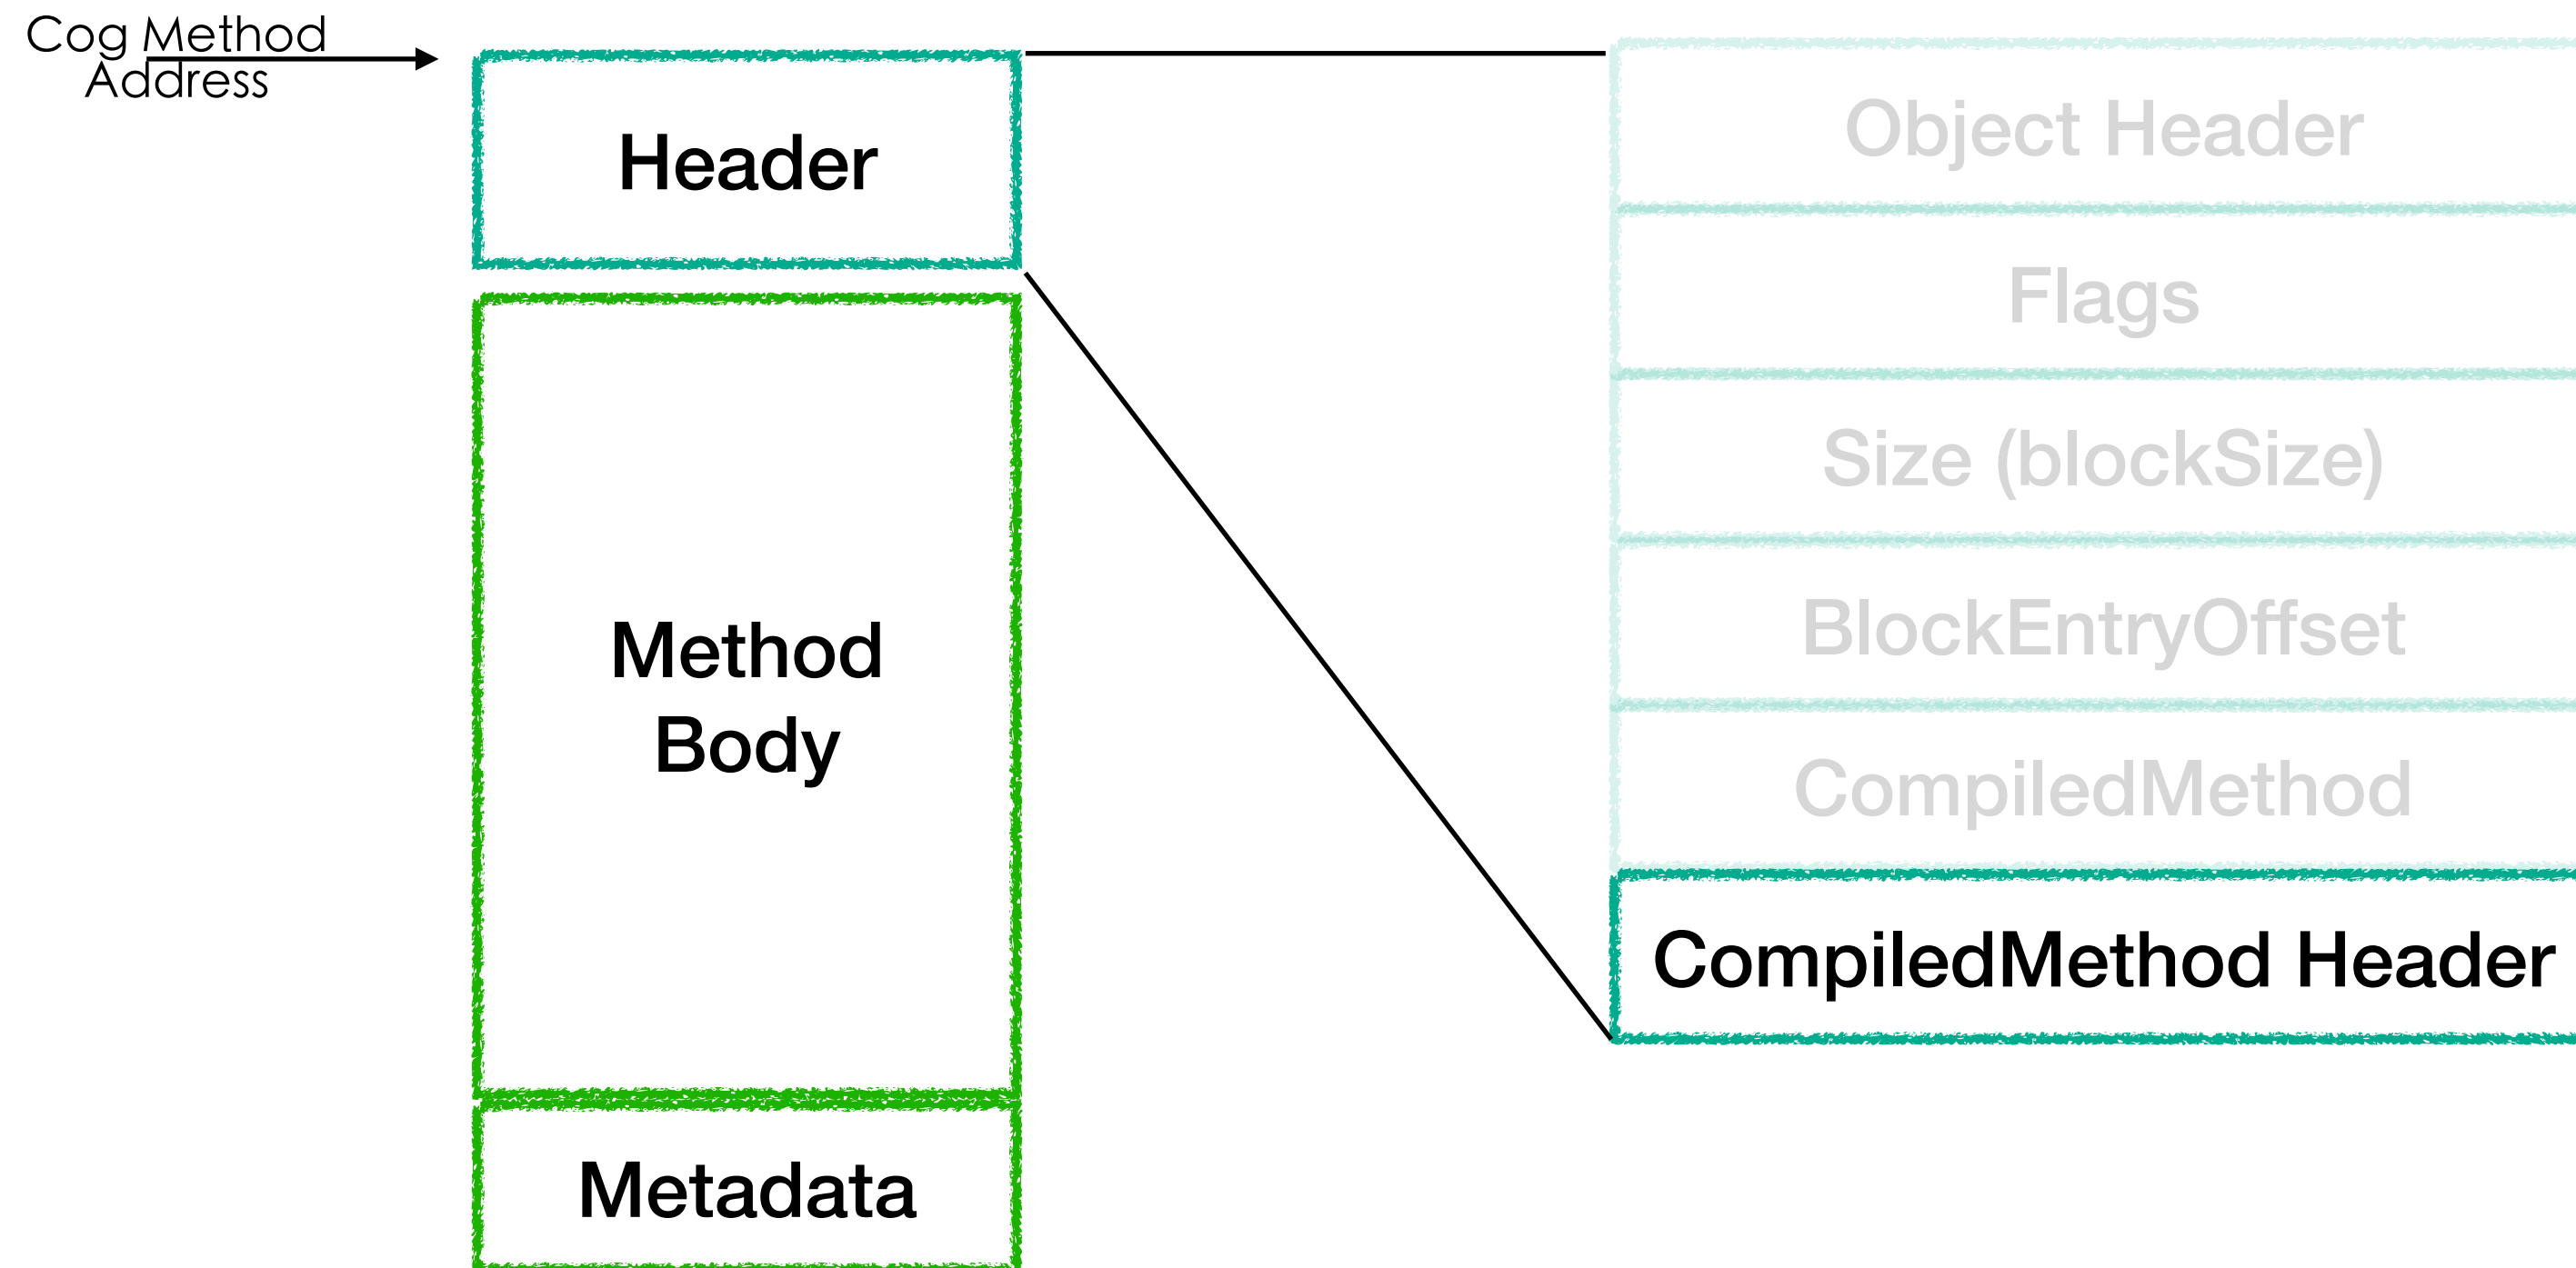 Cog Method
Address
Header
Method
Body
Metadata
Object Header
Flags
Size (blockSize)
BlockEntryOffset
CompiledMethod
CompiledMethod Header